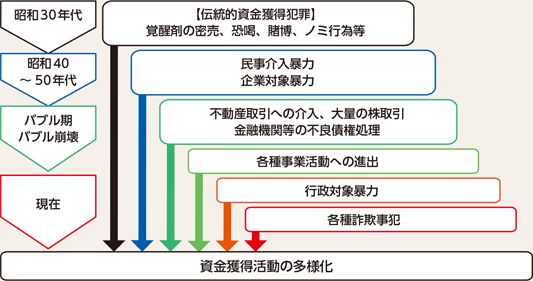 昭和30年代
【伝統的資金獲得犯罪】
覚醒剤の密売、恐喝、賭博、ノミ行為等
昭和40
～50年代
民事介入暴力
企業対象暴力
バブル期
バブル崩壊
不動産取引への介入、大量の株取引
金融機関等の不良債権処理
各種事業活動への進出
現在
行政対象暴力
各種詐欺事犯
資金獲得活動の多様化